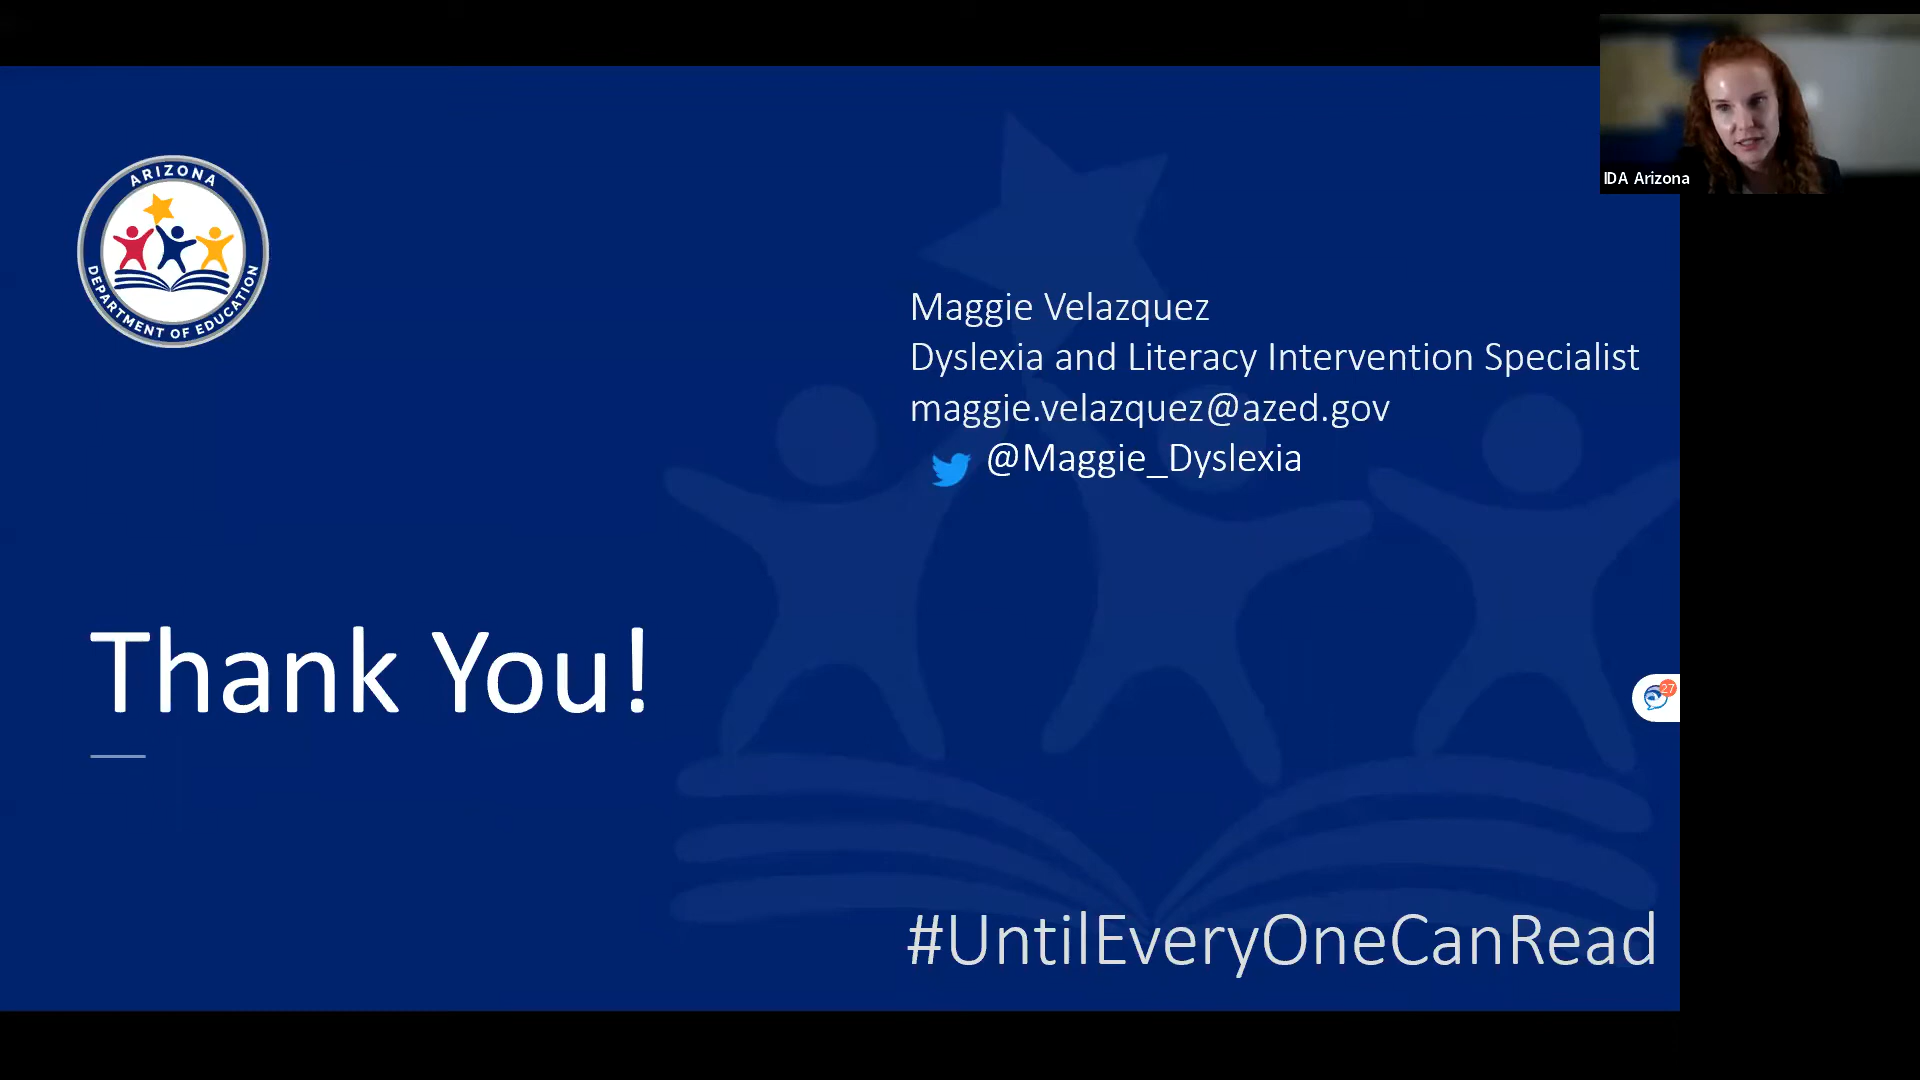 IDA Arizona
ARIZONA
DEPARTMENT OF EDUCATION
Maggie Velazquez
Dyslexia and Literacy Intervention Specialist
maggie.velazquez@azed.gov
@Maggie_Dyslexia
Thank You!
27
#UntilEveryOneCanRead